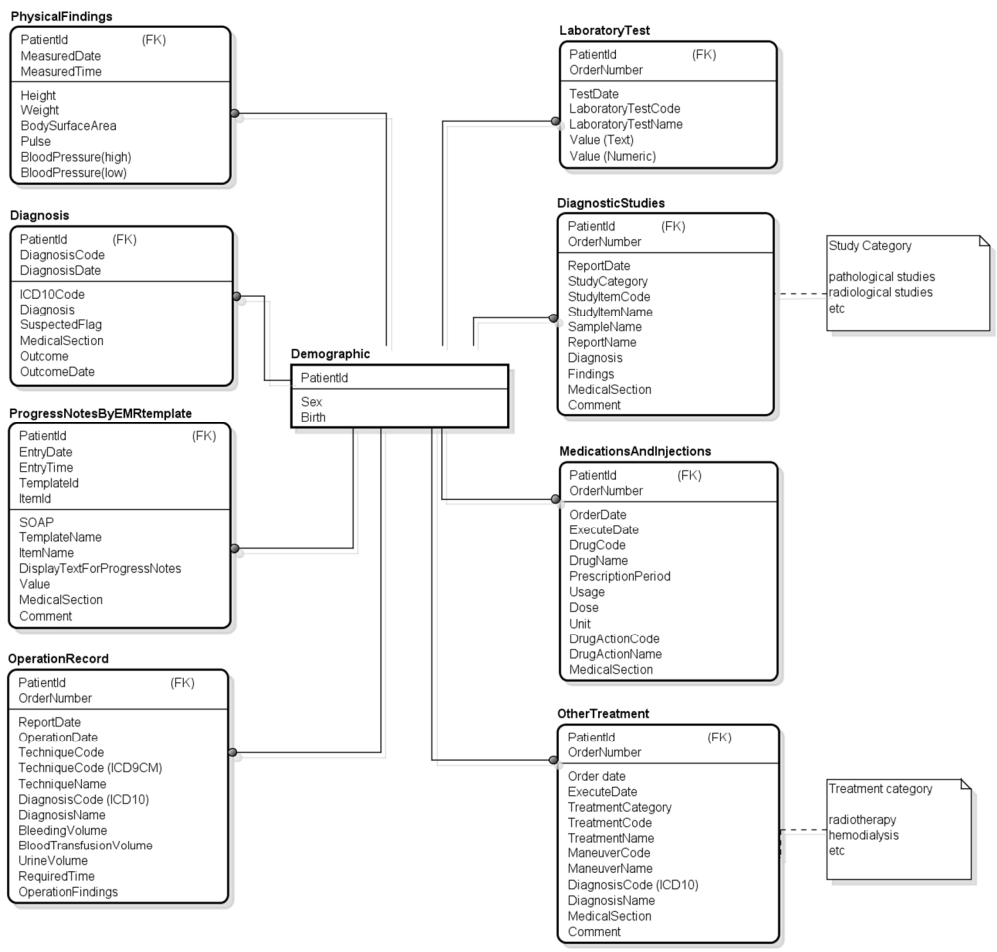 PhysicalFindings
PatientId (FK)
MeasuredDate
MeasuredTime
Height
Weight
BodySurfaceArea
Pulse
BloodPressure(high)
BloodPressure(low)
Diagnosis
PatientId (FK)
DiagnosisCode
DiagnosisDate
ICD10Code
Diagnosis
SuspectedFlag
MedicalSection
Outcome
OutcomeDate
ProgressNotesByEMRtemplate
PatientId (FK)
EntryDate
EntryTime
TemplateId
ItemId
SOAP
TemplateName
ItemName
DisplayTextForProgressNotes
Value
MedicalSection
Comment
OperationRecord
PatientId (FK)
OrderNumber
ReportDate
OperationDate
TechniqueCode
TechniqueCode (ICD9CM)
TechniqueName
DiagnosisCode (ICD10)
DiagnosisName
BleedingVolume
BloodTransfusionVolume
UrineVolume
RequiredTime
OperationFindings
Demographic
PatientId
Sex
Birth
LaboratoryTest
PatientId (FK)
OrderNumber
TestDate
LaboratoryTestCode
LaboratoryTestName
Value (Text)
Value (Numeric)
DiagnosticStudies
PatientId (FK)
OrderNumber
ReportDate
StudyCategory
StudyItemCode
StudyItemName
SampleName
ReportName
Diagnosis
Findings
MedicalSection
Comment
Study Category
pathological studies
radiological studies
etc
MedicationsAndInjections
PatientId (FK)
OrderNumber
OrderDate
ExecuteDate
DrugCode
DrugName
PrescriptionPeriod
Usage
Dose
Unit
DrugActionCode
DrugActionName
MedicalSection
OtherTreatment
PatientId (FK)
OrderNumber
Order date
ExecuteDate
TreatmentCategory
TreatmentCode
TreatmentName
ManeuverCode
ManeuverName
DiagnosisCode (ICD10)
DiagnosisName
MedicalSection
Comment
Treatment category
radiotherapy
hemodialysis
etc